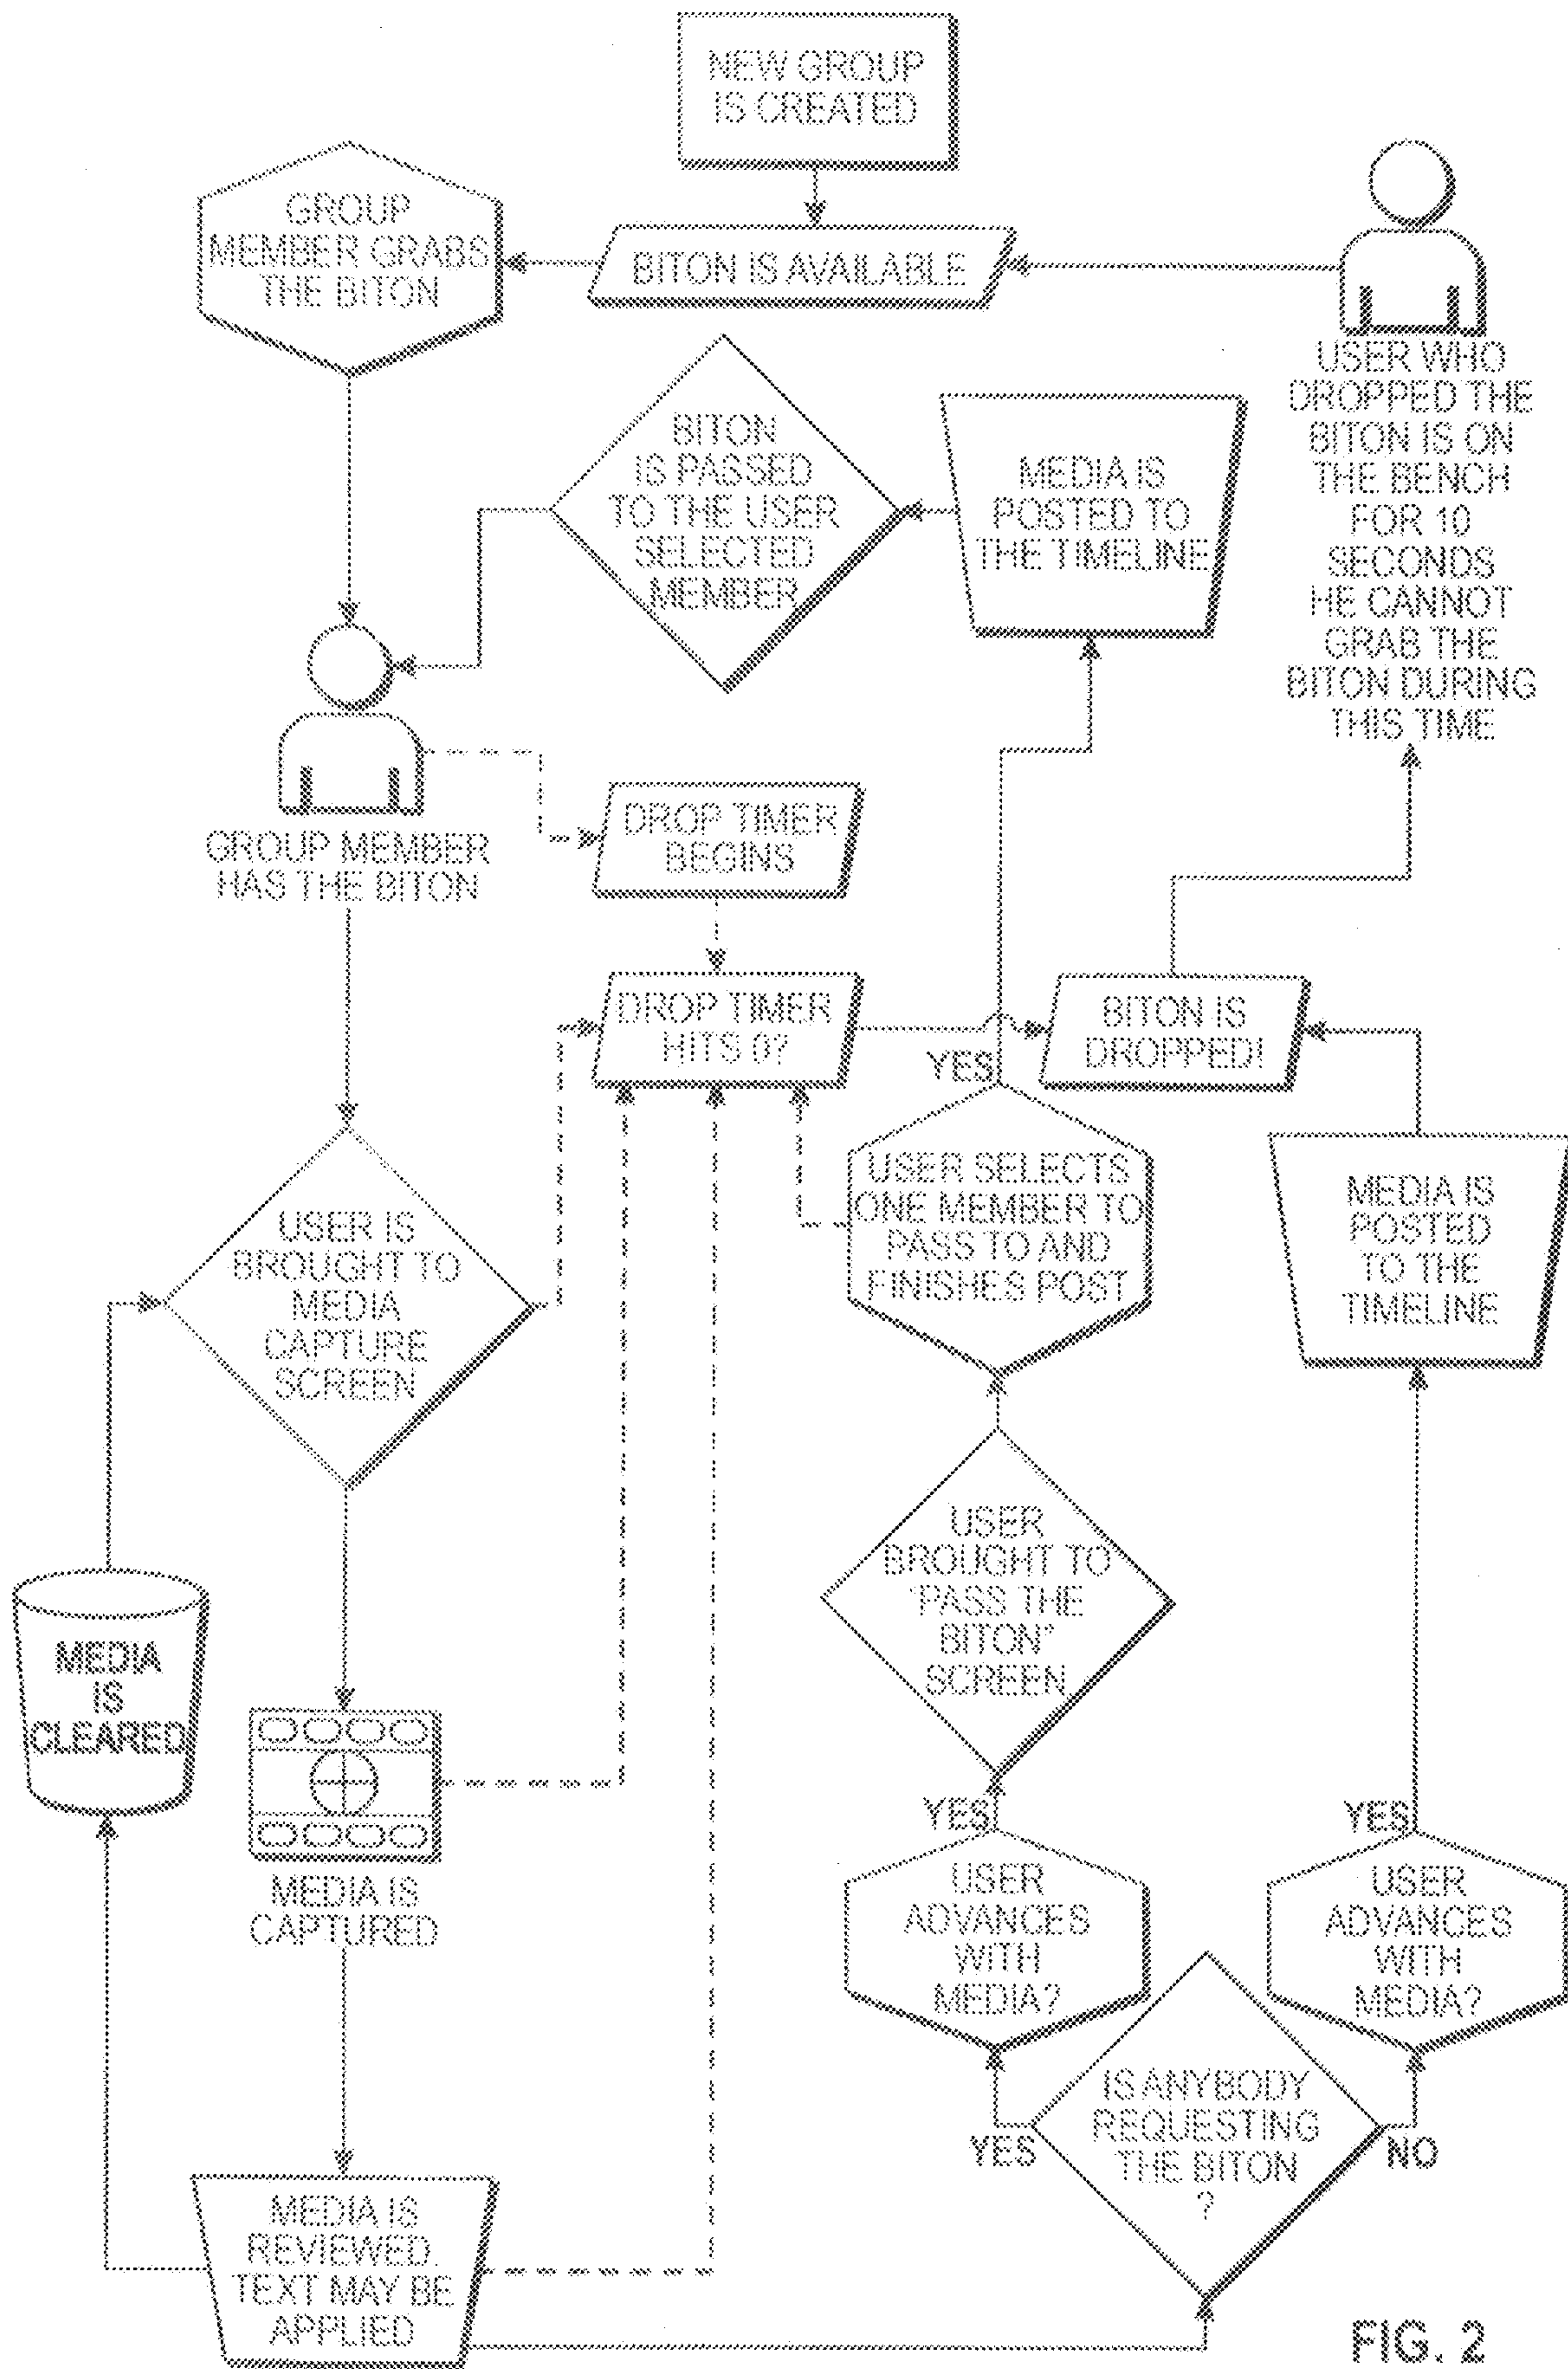 NEW GROUP
IS CREATED
GROUP
MEMBER GRABS
THE BITON
BITON IS AVAILABLE
USER WHO
DROPPED THE
BITON IS ON
THE BENCH
FOR 10
SECONDS
HE CANNOT
GRAB THE
BITON DURING
THIS TIME
BITON
IS PASSED
TO THE USER
SELECTED
MEMBER
MEDIA IS
POSTED TO
THE TIMELINE
GROUP MEMBER
HAS THE BITON
DROP TIMER
BEGINS
DROP TIMER
HITS 0?
YES
BITON IS
DROPPED!
USER SELECTS
ONE MEMBER TO
PASS TO AND
FINISHES POST
MEDIA IS
POSTED
TO THE
TIMELINE
USER IS
BROUGHT TO
MEDIA
CAPTURE
SCREEN
USER
BROUGHT TO
"PASS THE
BITON"
SCREEN
MEDIA
IS
CLEARED
MEDIA IS
CAPTURED
YES
USER
ADVANCES
WITH
MEDIA?
YES
USER
ADVANCES
WITH
MEDIA?
IS ANYBODY
REQUESTING
THE BITON
?
YES
NO
MEDIA IS
REVIEWED.
TEXT MAY BE
APPLIED
FIG. 2